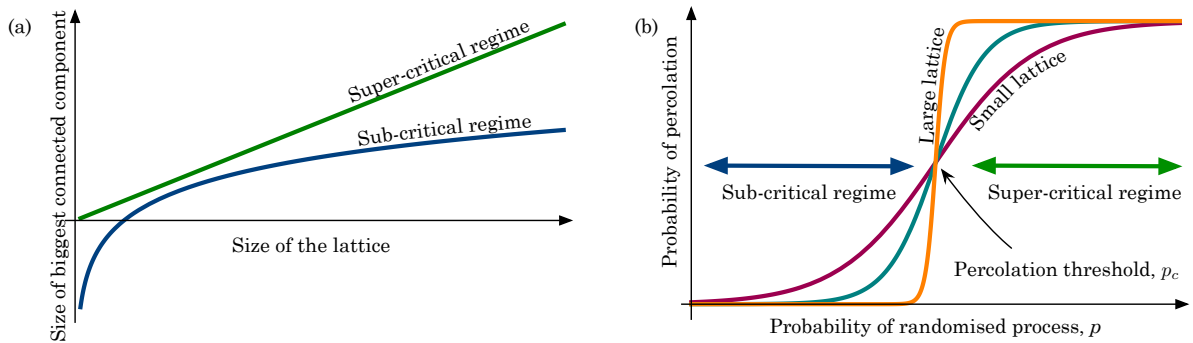 (a)
Size of biggest connected component
Super-critical regime
Sub-critical regime
Size of the lattice
(b)
Probability of percolation
Large lattice
Small lattice
Sub-critical regime
Super-critical regime
Percolation threshold, p_c
Probability of randomised process, p